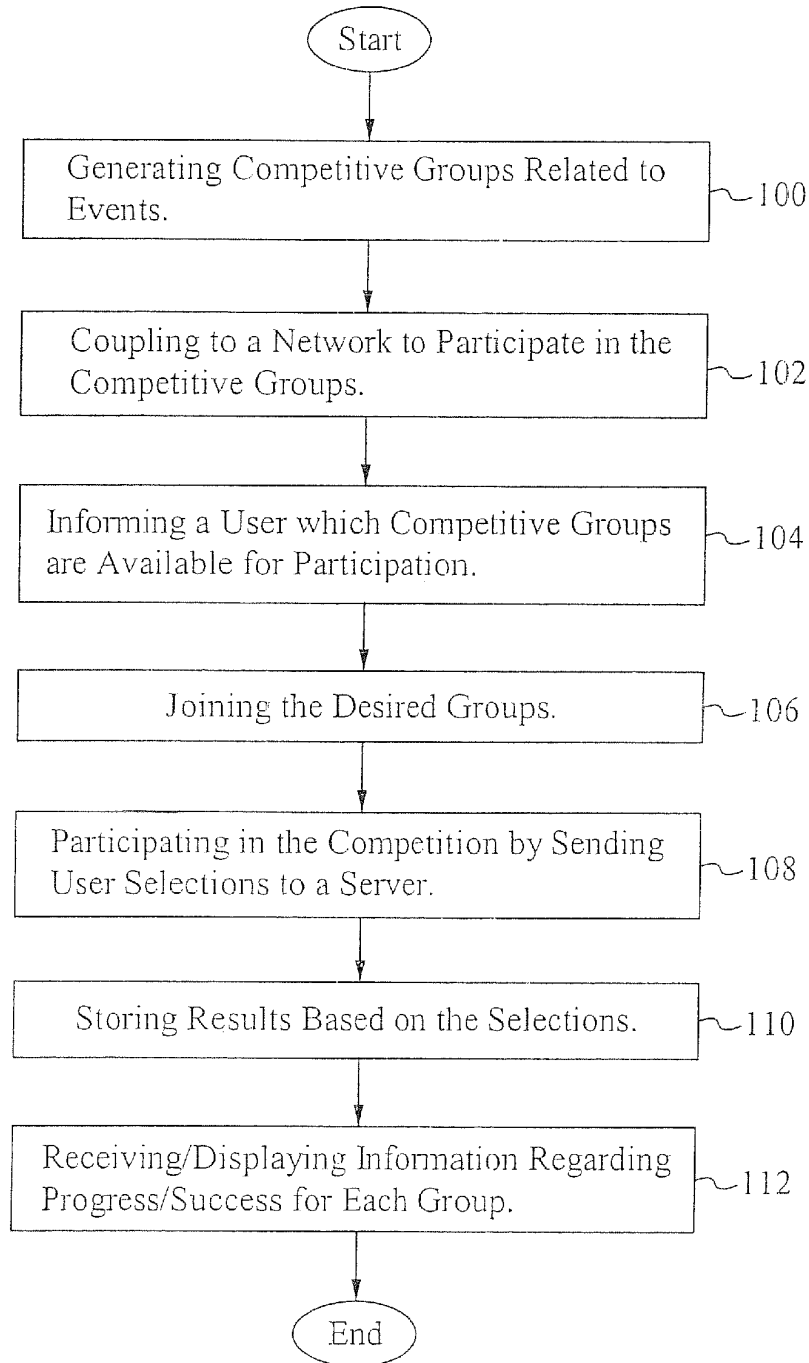 Start
Generating Competitive Groups Related to
Events.
100
Coupling to a Network to Participate in the
Competitive Groups.
102
Informing a User which Competitive Groups
are Available for Participation.
104
Joining the Desired Groups.
106
Participating in the Competition by Sending
User Selections to a Server.
108
Storing Results Based on the Selections.
110
Receiving/Displaying Information Regarding
Progress/Success for Each Group.
112
End